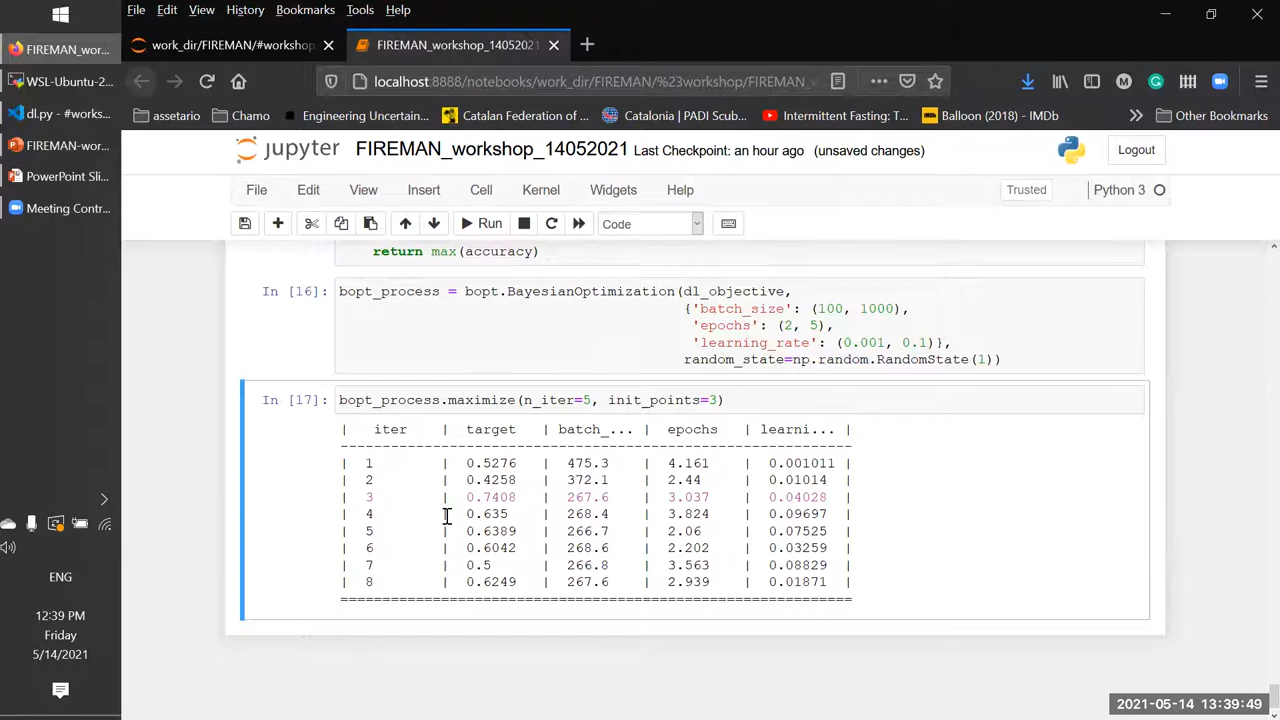 File Edit View History Bookmarks Tools Help
FIREMAN_wor...
WSL-Ubuntu-2...
dl.py - #works...
FIREMAN-wor...
PowerPoint Sli...
Meeting Contr...
ENG
12:39 PM
Friday
5/14/2021
work_dir/FIREMAN/#workshop
FIREMAN_workshop_14052021
localhost:8888/notebooks/work_dir/FIREMAN/%23workshop/FIREMAN_
assetario Chamo Engineering Uncertain... Catalan Federation of ... Catalonia | PADI Scub... Intermittent Fasting: T... Balloon (2018) - IMDb Other Bookmarks
jupyter FIREMAN_workshop_14052021 Last Checkpoint: an hour ago (unsaved changes) Logout
File Edit View Insert Cell Kernel Widgets Help Trusted Python 3
Run Code
return max(accuracy)
In [16]: bopt_process = bopt.BayesianOptimization(dl_objective,
{'batch_size': (100, 1000),
'epochs': (2, 5),
'learning_rate': (0.001, 0.1)},
random_state=np.random.RandomState(1))
In [17]: bopt_process.maximize(n_iter=5, init_points=3)
| iter | target | batch_... | epochs | learni... |
-------------------------------------------------------------
| 1 | 0.5276 | 475.3 | 4.161 | 0.001011 |
| 2 | 0.4258 | 372.1 | 2.44 | 0.01014 |
| 3 | 0.7408 | 267.6 | 3.037 | 0.04028 |
| 4 | 0.635 | 268.4 | 3.824 | 0.09697 |
| 5 | 0.6389 | 266.7 | 2.06 | 0.07525 |
| 6 | 0.6042 | 268.6 | 2.202 | 0.03259 |
| 7 | 0.5 | 266.8 | 3.563 | 0.08829 |
| 8 | 0.6249 | 267.6 | 2.939 | 0.01871 |
=============================================================
2021-05-14 13:39:49